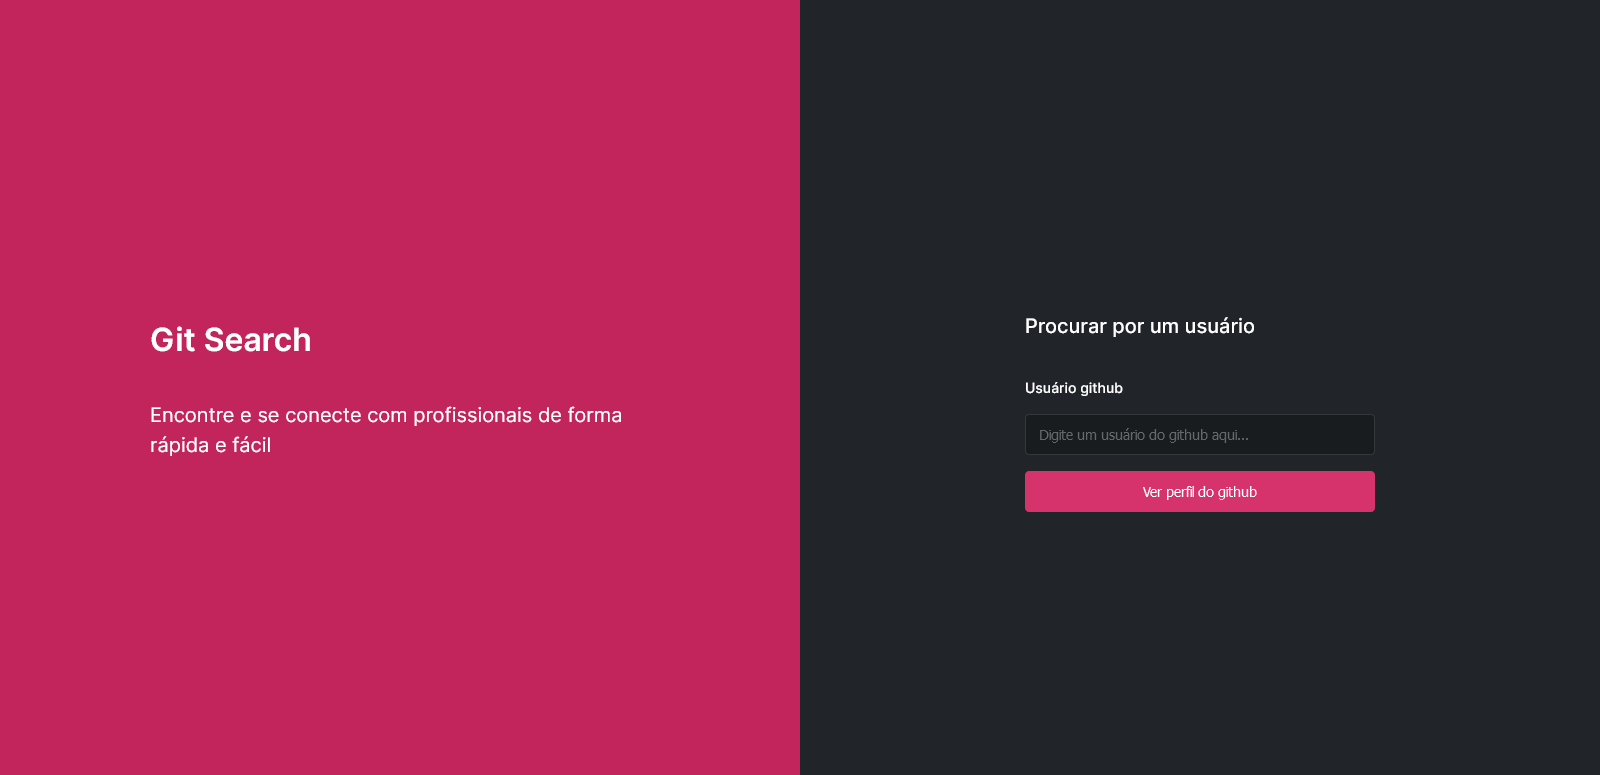 Git Search
Encontre e se conecte com profissionais de forma
rápida e fácil
Procurar por um usuário
Usuário github
Digite um usuário do github aqui...
Ver perfil do github